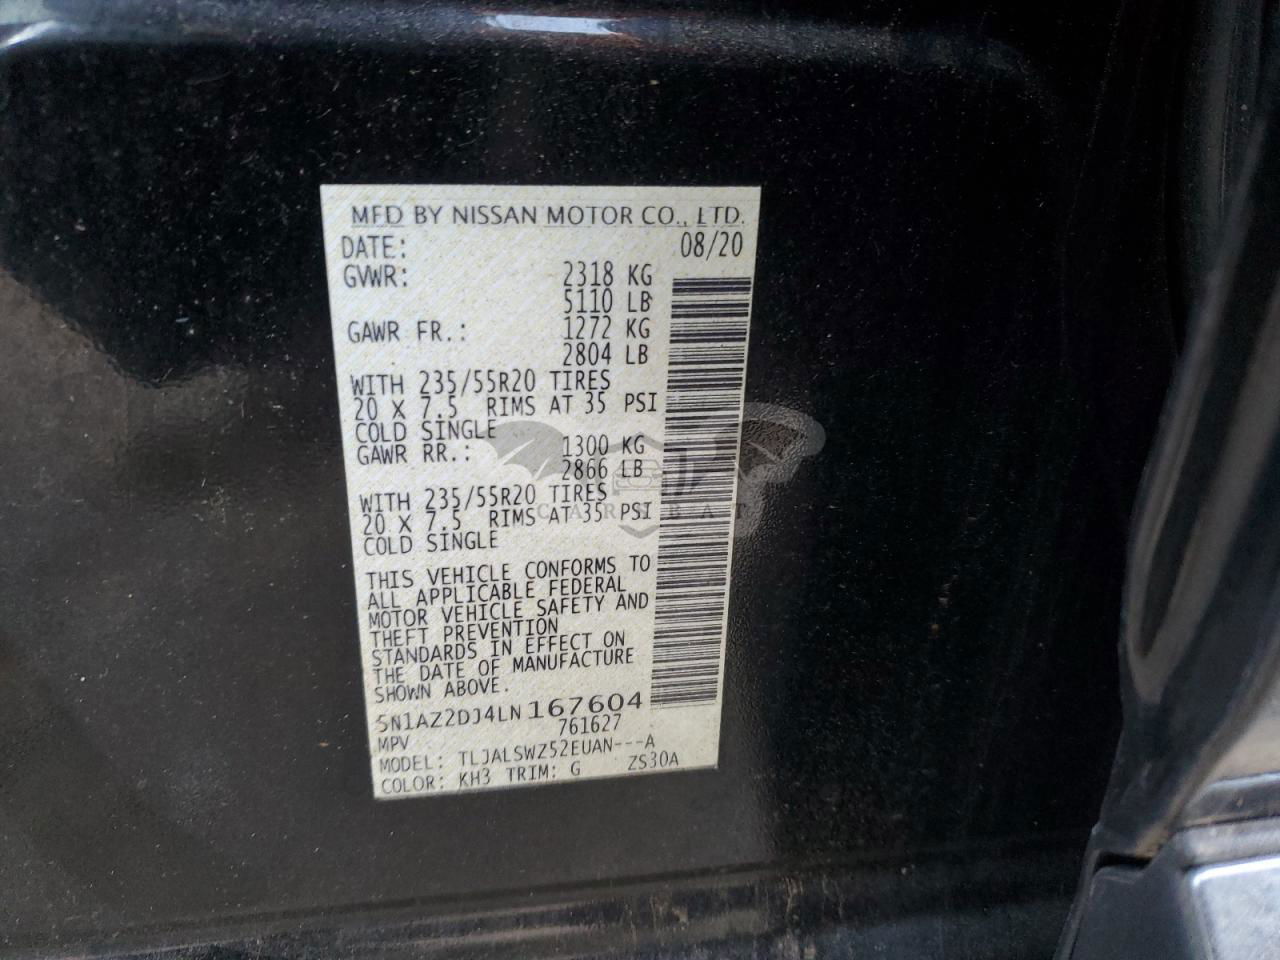 MFD BY NISSAN MOTOR CO., LTD.
DATE: 08/20
GVWR: 2318 KG
5110 LB
GAWR FR.: 1272 KG
2804 LB
WITH 235/55R20 TIRES
20 X 7.5 RIMS AT 35 PSI
COLD SINGLE
GAWR RR.: 1300 KG
2866 LB
WITH 235/55R20 TIRES
20 X 7.5 RIMS AT 35 PSI
COLD SINGLE
THIS VEHICLE CONFORMS TO
ALL APPLICABLE FEDERAL
MOTOR VEHICLE SAFETY AND
THEFT PREVENTION
STANDARDS IN EFFECT ON
THE DATE OF MANUFACTURE
SHOWN ABOVE.
5N1AZ2DJ4LN167604
761627
MPV
MODEL: TLJALSWZ52EUAN---A
COLOR: KH3 TRIM: G ZS30A